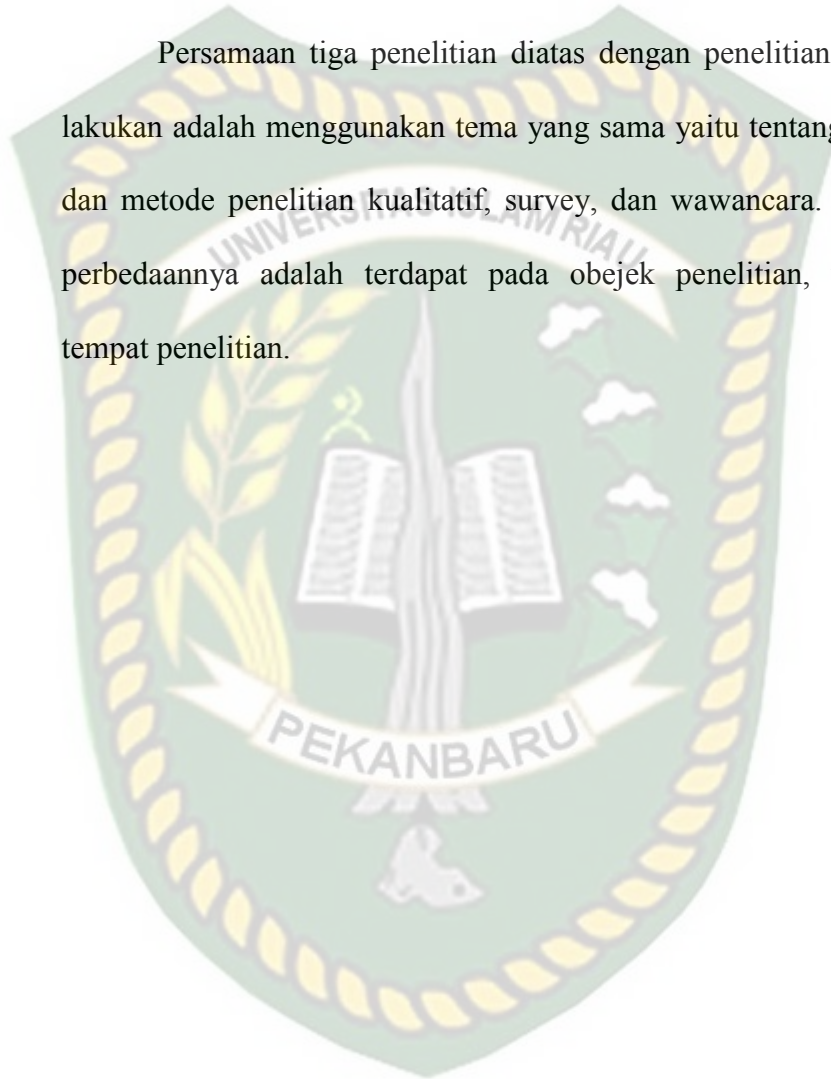 Persamaan tiga penelitian diatas dengan penelitian
lakukan adalah menggunakan tema yang sama yaitu tentang
dan metode penelitian kualitatif, survey, dan wawancara.
UNIVERSITAS ISLAM RIAU
perbedaannya adalah terdapat pada obejek penelitian,
tempat penelitian.
PEKANBARU